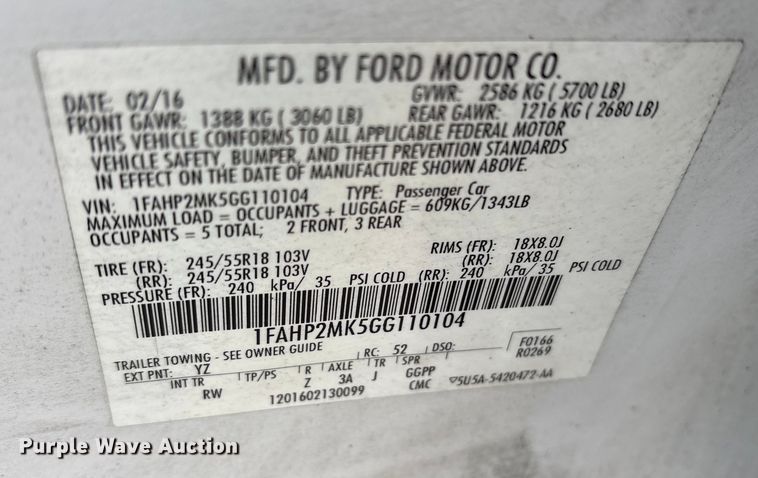 MFD. BY FORD MOTOR CO.
DATE: 02/16 GVWR: 2586 KG ( 5700 LB)
FRONT GAWR: 1388 KG ( 3060 LB) REAR GAWR: 1216 KG ( 2680 LB)
THIS VEHICLE CONFORMS TO ALL APPLICABLE FEDERAL MOTOR
VEHICLE SAFETY, BUMPER, AND THEFT PREVENTION STANDARDS
IN EFFECT ON THE DATE OF MANUFACTURE SHOWN ABOVE.
VIN: 1FAHP2MK5GG110104 TYPE: Passenger Car
MAXIMUM LOAD = OCCUPANTS + LUGGAGE = 609KG/1343LB
OCCUPANTS = 5 TOTAL; 2 FRONT, 3 REAR
TIRE (FR): 245/55R18 103V RIMS (FR): 18X8.0J
(RR): 245/55R18 103V (RR): 18X8.0J
PRESSURE (FR): 240 kPa/ 35 PSI COLD (RR): 240 kPa/ 35 PSI COLD
1FAHP2MK5GG110104
TRAILER TOWING - SEE OWNER GUIDE F0166
EXT PNT: YZ RC: 52 DSO: R0269
INT TR TP/PS R AXLE TR SPR
RW Z 3A J GGPP
1201602130099 CMC 5U5A-5420472-AA
Purple Wave Auction